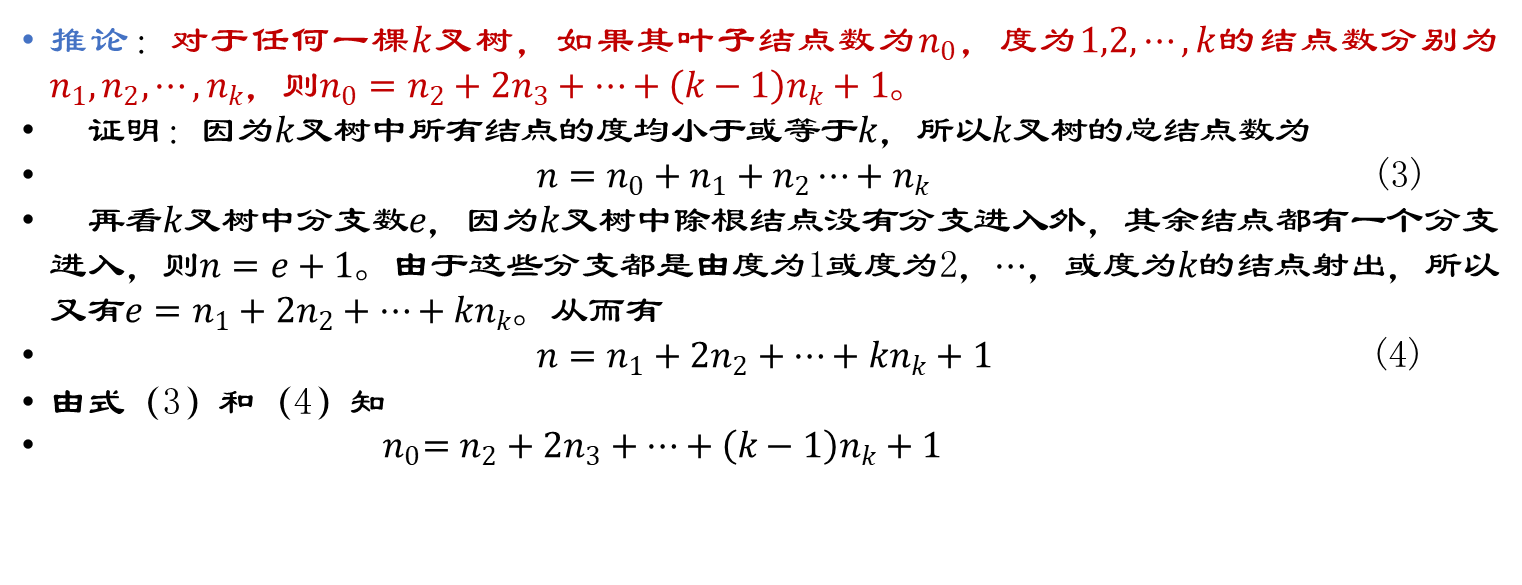 • 推论：对于任何一棵k叉树，如果其叶子结点数为n₀，度为1,2,⋯,k的结点数分别为
n₁,n₂,⋯,nₖ，则n₀ = n₂ + 2n₃ + ⋯ + (k − 1)nₖ + 1。
• 证明：因为k叉树中所有结点的度均小于或等于k，所以k叉树的总结点数为
• n = n₀ + n₁ + n₂ ⋯ + nₖ （3）
• 再看k叉树中分支数e，因为k叉树中除根结点没有分支进入外，其余结点都有一个分支
进入，则n = e + 1。由于这些分支都是由度为1或度为2，⋯，或度为k的结点射出，所以
又有e = n₁ + 2n₂ + ⋯ + knₖ。从而有
• n = n₁ + 2n₂ + ⋯ + knₖ + 1 （4）
• 由式（3）和（4）知
• n₀= n₂ + 2n₃ + ⋯ + (k − 1)nₖ + 1